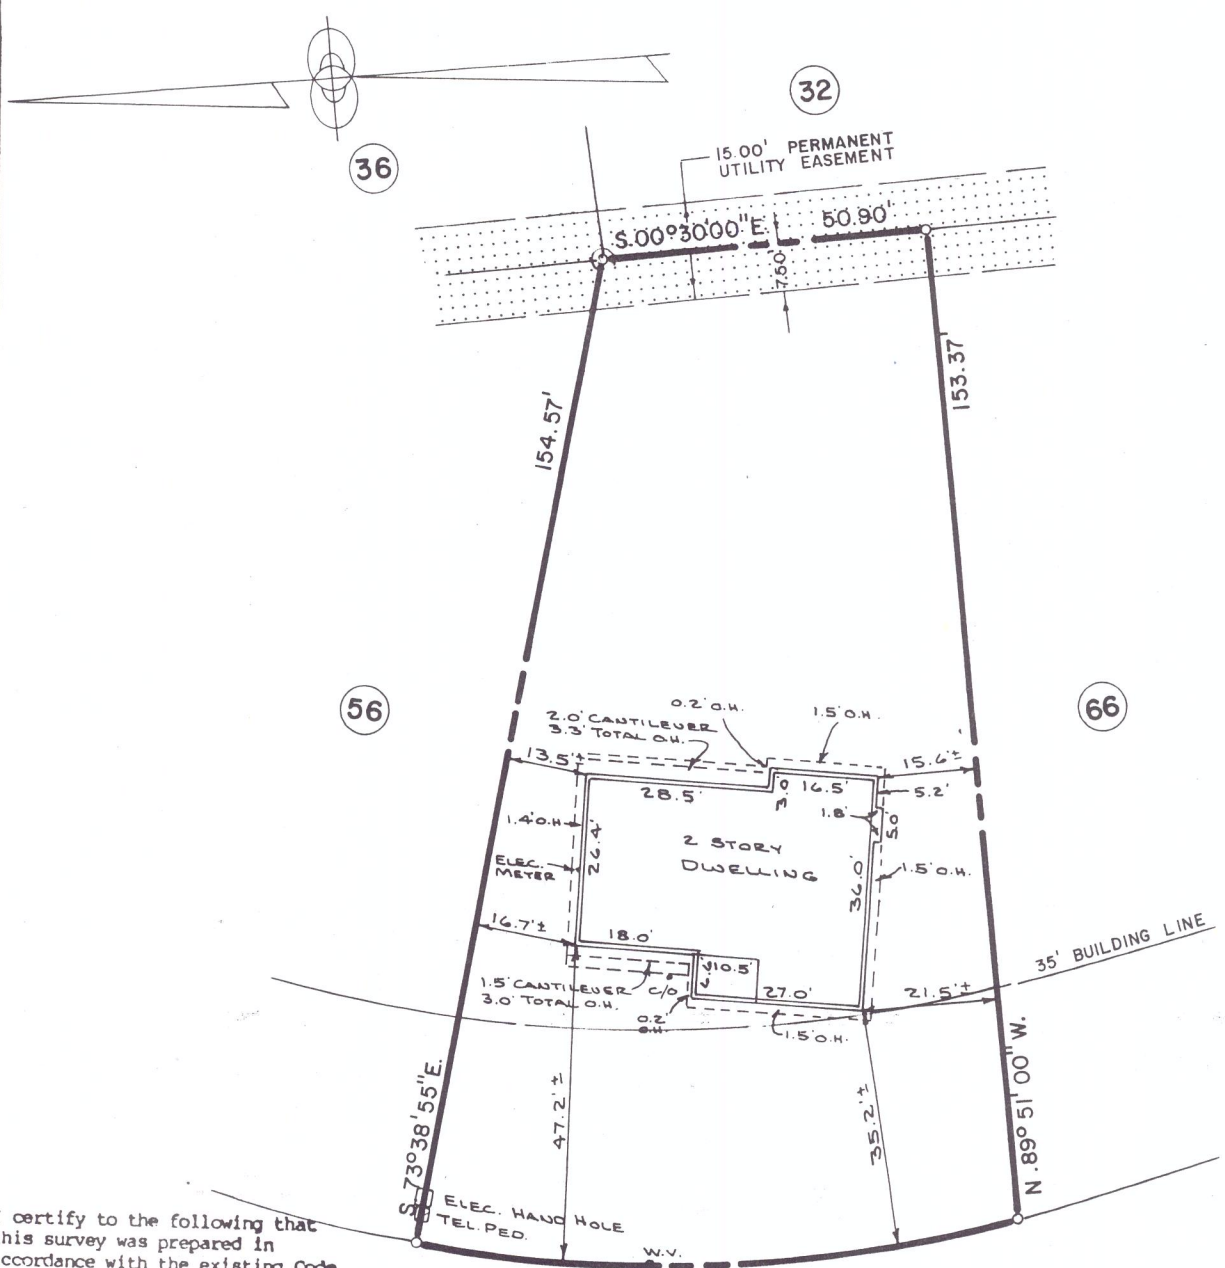 32
36
15.00' PERMANENT
UTILITY EASEMENT
S.00°30'00"E.
50.90'
7.50'
153.37'
154.57'
56
66
0.2' O.H.
1.5' O.H.
2.0' CANTILEVER
3.3' TOTAL O.H.
13.5'±
15.6'±
28.5'
3.0'
16.5'
5.2'
1.8'
5.0'
1.4' O.H.
26.4'
2 STORY
DWELLING
ELEC.
METER
36.0'
1.5' O.H.
16.7'±
18.0'
10.5'
35' BUILDING LINE
1.5' CANTILEVER
3.0' TOTAL O.H.
C/O
27.0'
21.5'±
0.2'
O.H.
1.5' O.H.
47.2'±
35.2'±
S 73°38'55"E.
N.89°51'00"W.
ELEC. HAND HOLE
TEL. PED.
W.V.
certify to the following that
his survey was prepared in
ccordance with the existing Code